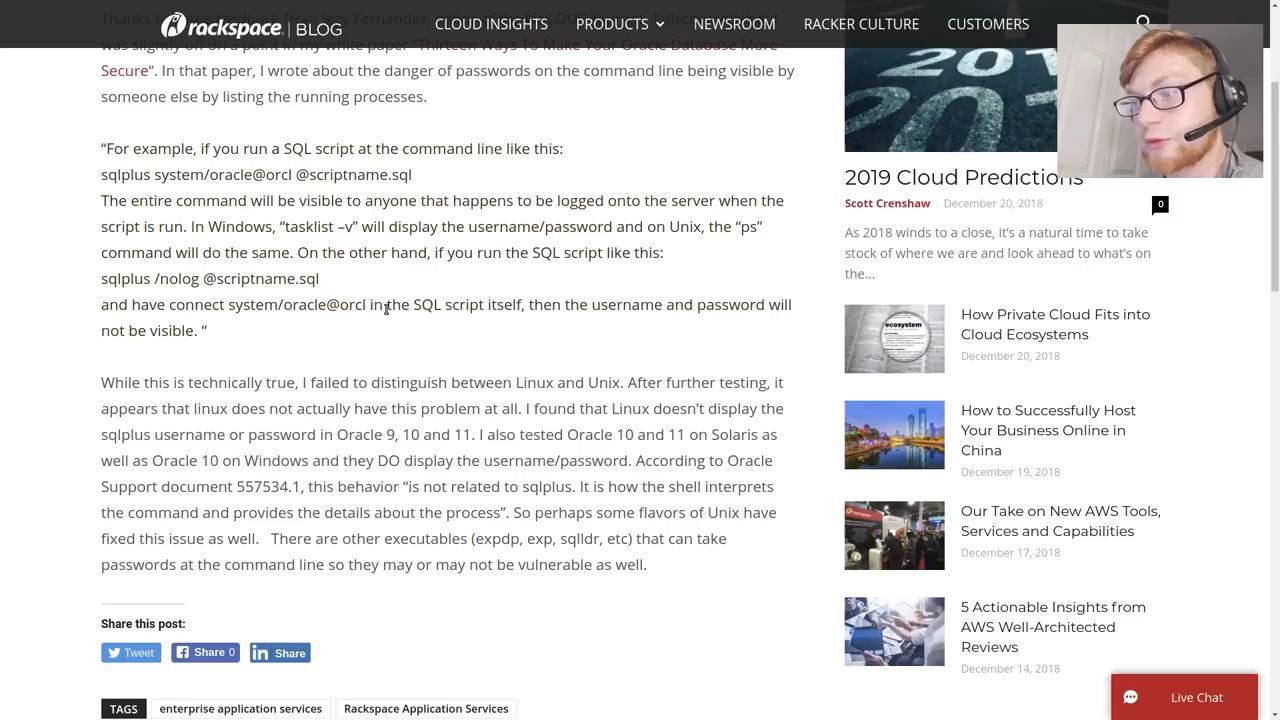 rackspace. | BLOG
CLOUD INSIGHTS
PRODUCTS
NEWSROOM
RACKER CULTURE
CUSTOMERS
was slightly off on a point in my white paper “Thirteen Ways To Make Your Oracle Database More
Secure“. In that paper, I wrote about the danger of passwords on the command line being visible by
someone else by listing the running processes.
“For example, if you run a SQL script at the command line like this:
sqlplus system/oracle@orcl @scriptname.sql
The entire command will be visible to anyone that happens to be logged onto the server when the
script is run. In Windows, “tasklist –v” will display the username/password and on Unix, the “ps”
command will do the same. On the other hand, if you run the SQL script like this:
sqlplus /nolog @scriptname.sql
and have connect system/oracle@orcl in the SQL script itself, then the username and password will
not be visible. “
While this is technically true, I failed to distinguish between Linux and Unix. After further testing, it
appears that linux does not actually have this problem at all. I found that Linux doesn’t display the
sqlplus username or password in Oracle 9, 10 and 11. I also tested Oracle 10 and 11 on Solaris as
well as Oracle 10 on Windows and they DO display the username/password. According to Oracle
Support document 557534.1, this behavior “is not related to sqlplus. It is how the shell interprets
the command and provides the details about the process”. So perhaps some flavors of Unix have
fixed this issue as well. There are other executables (expdp, exp, sqlldr, etc) that can take
passwords at the command line so they may or may not be vulnerable as well.
Share this post:
Tweet
Share 0
Share
TAGS
enterprise application services
Rackspace Application Services
2019 Cloud Predictions
Scott Crenshaw - December 20, 2018
0
As 2018 winds to a close, it’s a natural time to take
stock of where we are and look ahead to what’s on
the...
ecosystem
How Private Cloud Fits into
Cloud Ecosystems
December 20, 2018
How to Successfully Host
Your Business Online in
China
December 19, 2018
Our Take on New AWS Tools,
Services and Capabilities
December 17, 2018
5 Actionable Insights from
AWS Well-Architected
Reviews
December 14, 2018
Live Chat